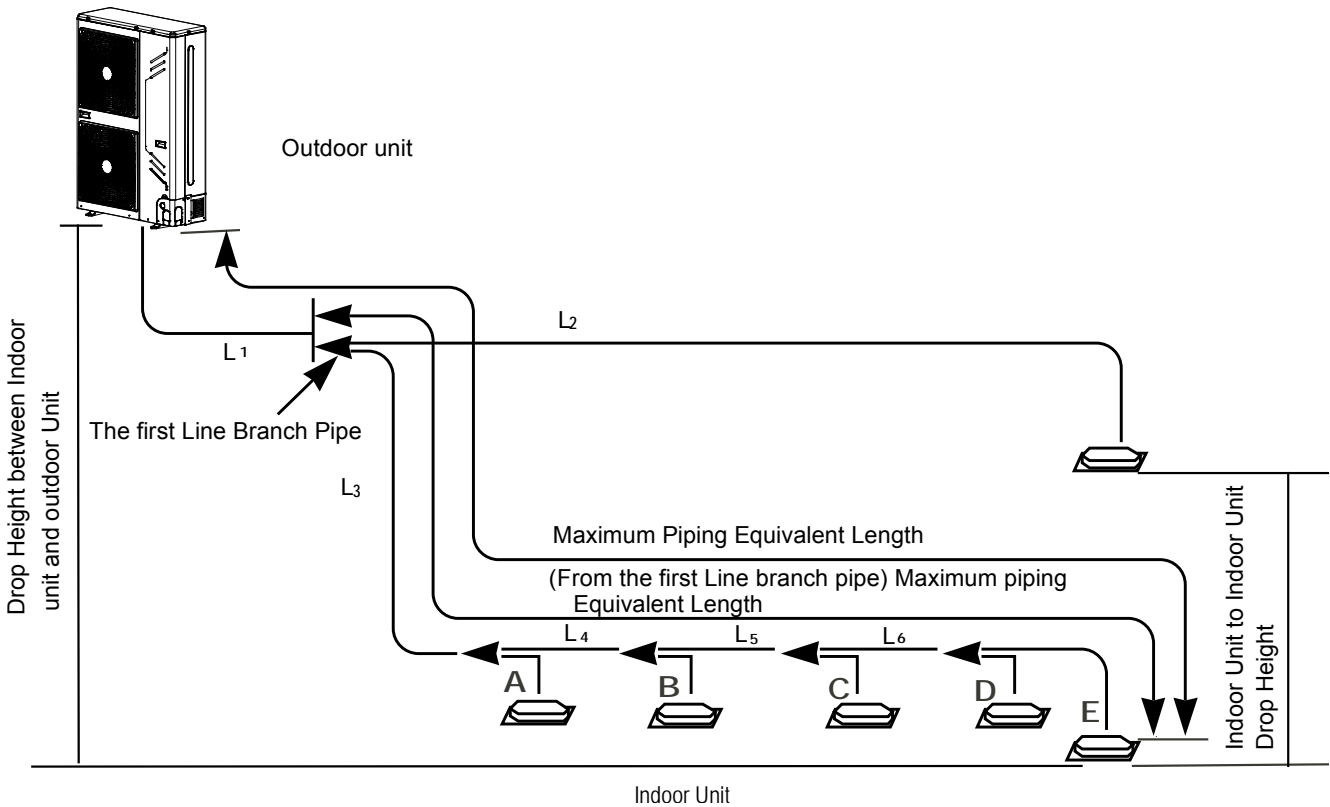 Outdoor unit
L1
L2
The first Line Branch Pipe
L3
Drop Height between Indoor
unit and outdoor Unit
Maximum Piping Equivalent Length
(From the first Line branch pipe) Maximum piping
Equivalent Length
L4
L5
L6
A
B
C
D
E
Indoor Unit to Indoor Unit
Drop Height
Indoor Unit